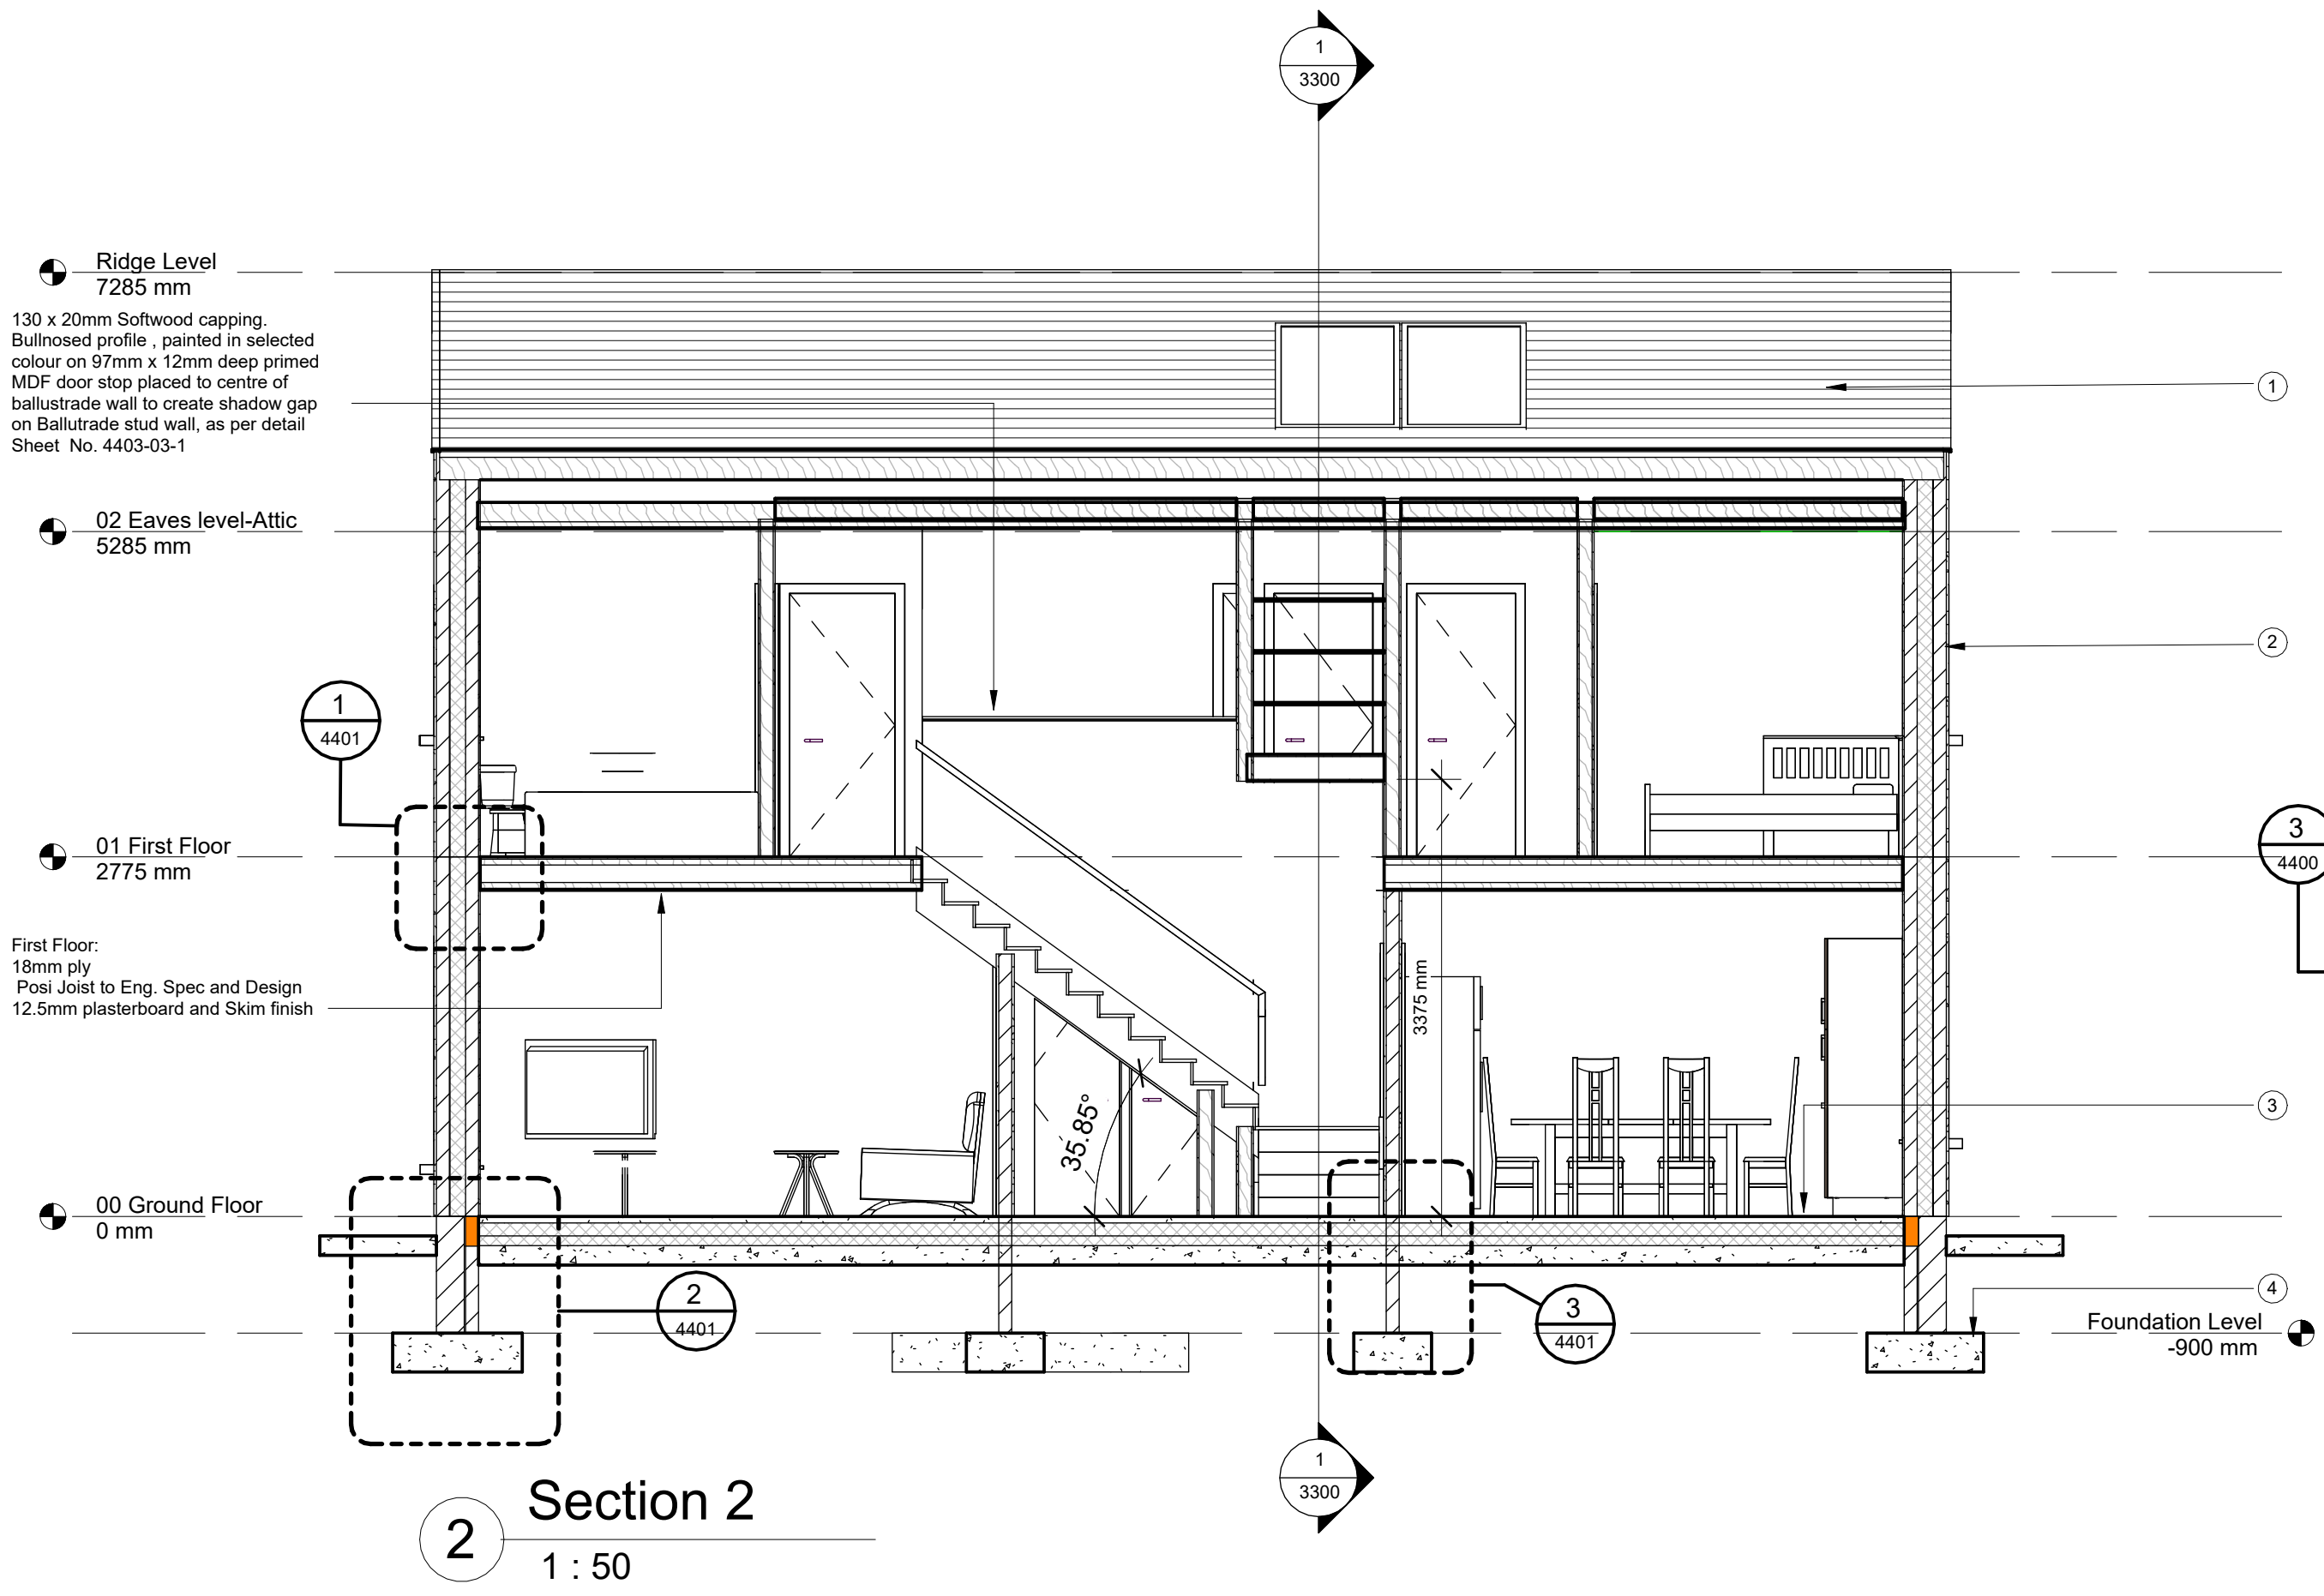 1
3300
Ridge Level
7285 mm
130 x 20mm Softwood capping.
Bullnosed profile , painted in selected
colour on 97mm x 12mm deep primed
MDF door stop placed to centre of
ballustrade wall to create shadow gap
on Ballutrade stud wall, as per detail
Sheet  No. 4403-03-1
1
02 Eaves level-Attic
5285 mm
2
1
4401
01 First Floor
2775 mm
3
4400
First Floor:
18mm ply
Posi Joist to Eng. Spec and Design
12.5mm plasterboard and Skim finish
3375 mm
35.85°
3
00 Ground Floor
0 mm
2
4401
3
4401
4
Foundation Level
-900 mm
1
3300
2
Section 2
1 : 50